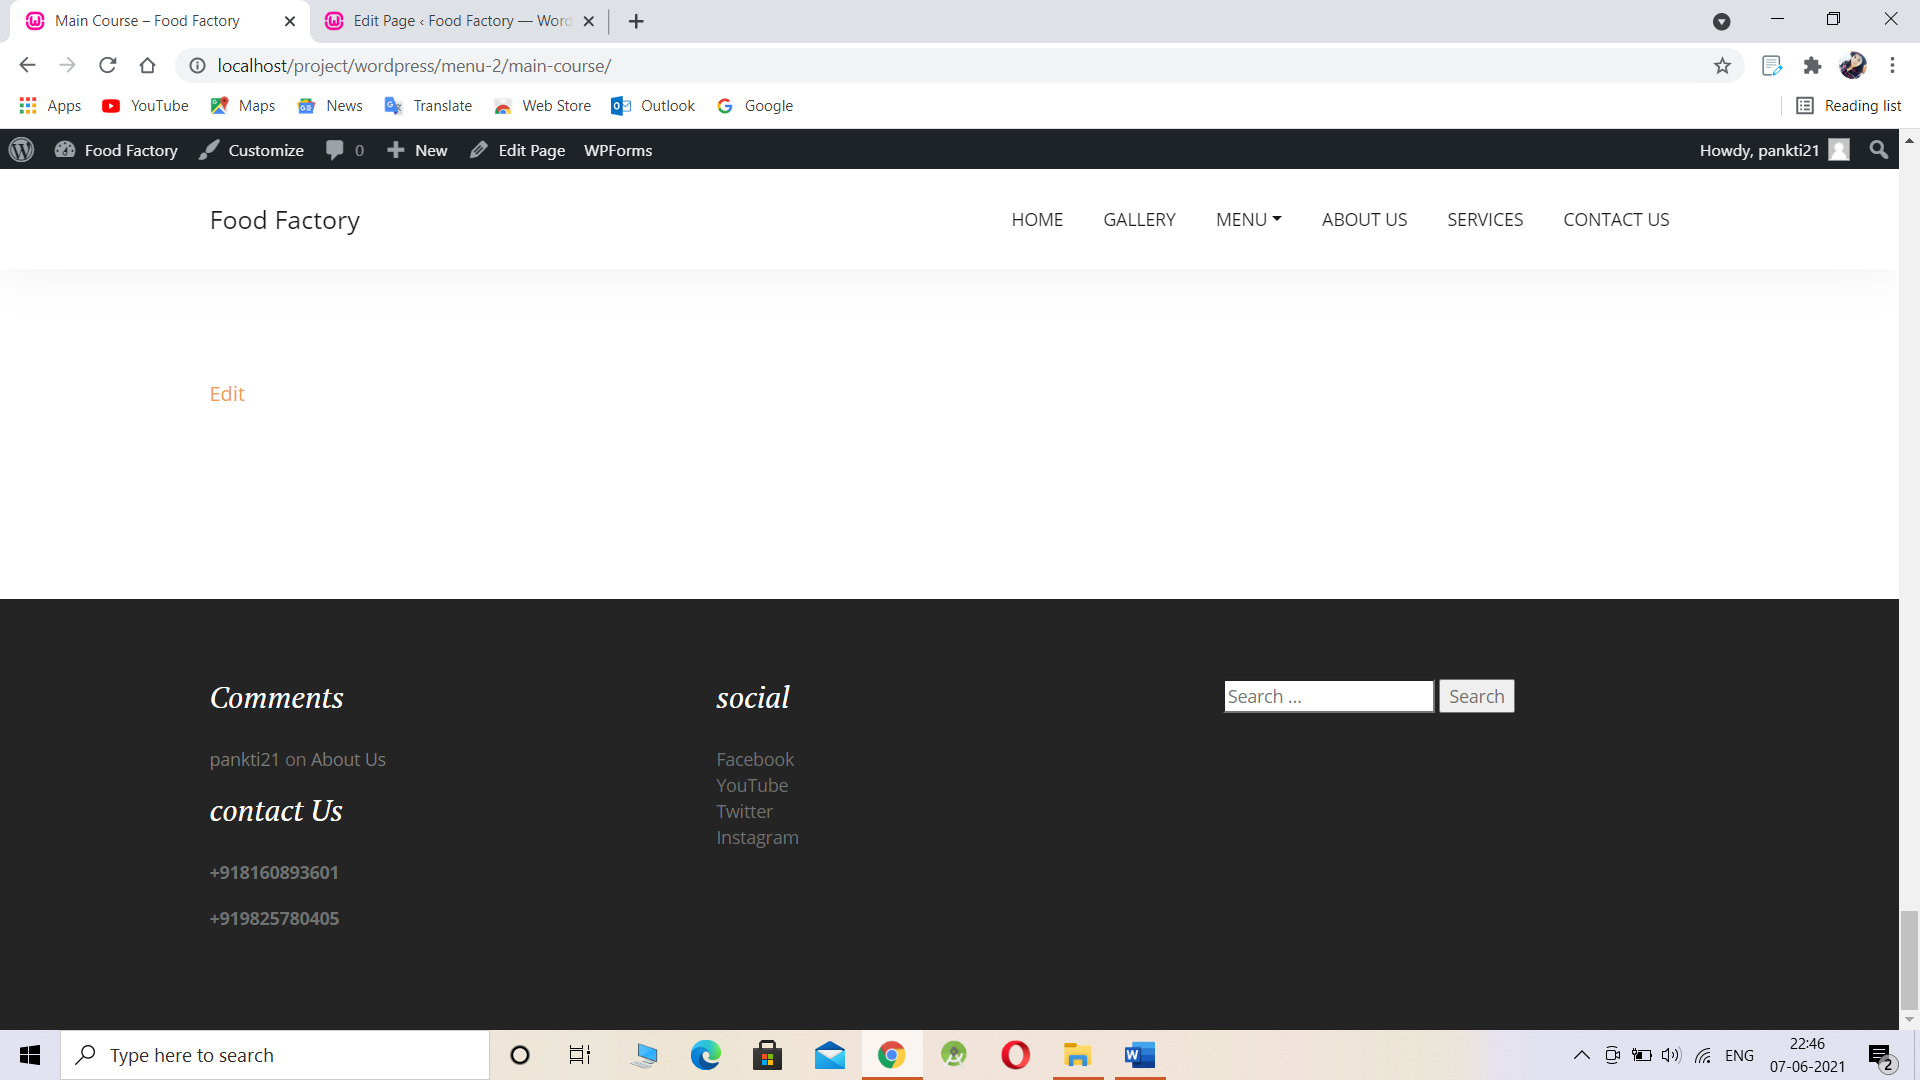 Main Course – Food Factory
Edit Page ‹ Food Factory — Word
localhost/project/wordpress/menu-2/main-course/
Apps YouTube Maps News Translate Web Store Outlook Google Reading list
Food Factory Customize 0 New Edit Page WPForms Howdy, pankti21
Food Factory HOME GALLERY MENU ABOUT US SERVICES CONTACT US
Edit
Comments
pankti21 on About Us
contact Us
+918160893601
+919825780405
social
Facebook
YouTube
Twitter
Instagram
Search ... Search
Type here to search
ENG
22:46
07-06-2021
2